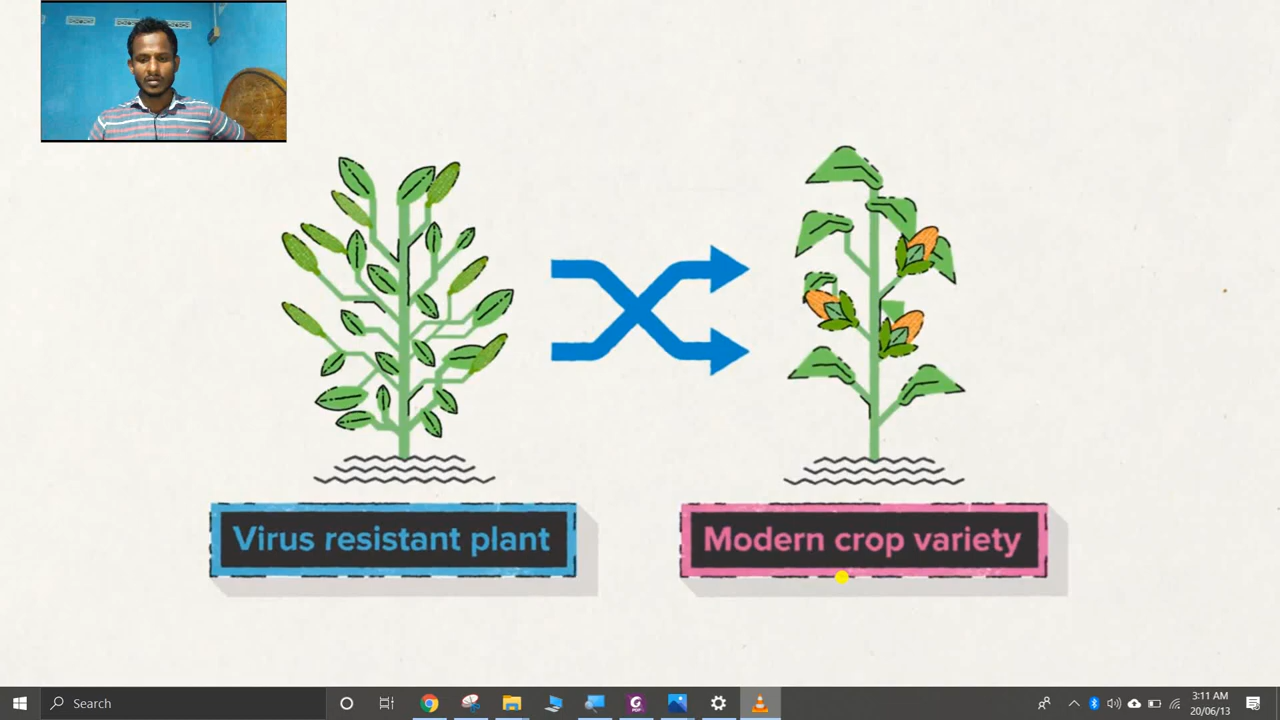 Virus resistant plant
Modern crop variety
Search
3:11 AM
20/06/13